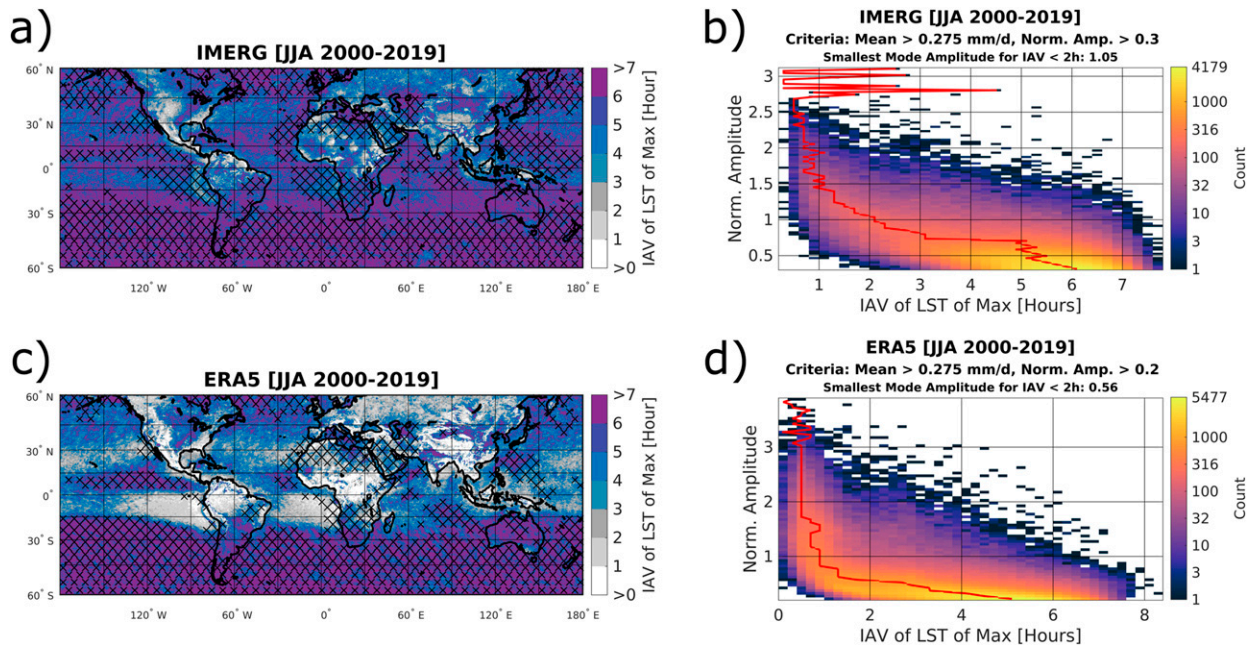 a)
IMERG [JJA 2000-2019]
60° N
30° N
0°
30° S
60° S
120° W
60° W
0°
60° E
120° E
180° E
>7
6
5
4
3
2
1
>0
IAV of LST of Max [Hour]
b)
IMERG [JJA 2000-2019]
Criteria: Mean > 0.275 mm/d, Norm. Amp. > 0.3
Smallest Mode Amplitude for IAV < 2h: 1.05
Norm. Amplitude
3
2.5
2
1.5
1
0.5
1
2
3
4
5
6
7
IAV of LST of Max [Hours]
4179
1000
316
100
32
10
3
1
Count
c)
ERA5 [JJA 2000-2019]
60° N
30° N
0°
30° S
60° S
120° W
60° W
0°
60° E
120° E
180° E
>7
6
5
4
3
2
1
>0
IAV of LST of Max [Hour]
d)
ERA5 [JJA 2000-2019]
Criteria: Mean > 0.275 mm/d, Norm. Amp. > 0.2
Smallest Mode Amplitude for IAV < 2h: 0.56
Norm. Amplitude
3
2
1
0
2
4
6
8
IAV of LST of Max [Hours]
5477
1000
316
100
32
10
3
1
Count